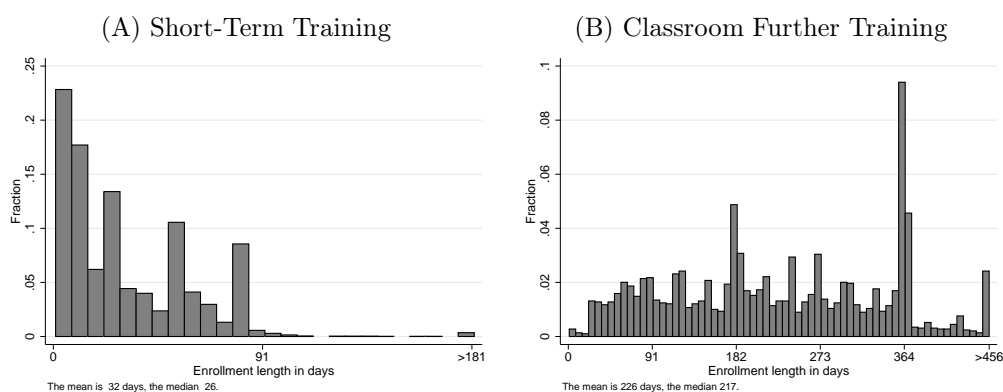 (A) Short-Term Training
.25
.2
.15
.1
.05
0
Fraction
0 91 >181
Enrollment length in days
The mean is 32 days, the median 26.
(B) Classroom Further Training
.1
.08
.06
.04
.02
0
Fraction
0 91 182 273 364 >456
Enrollment length in days
The mean is 226 days, the median 217.